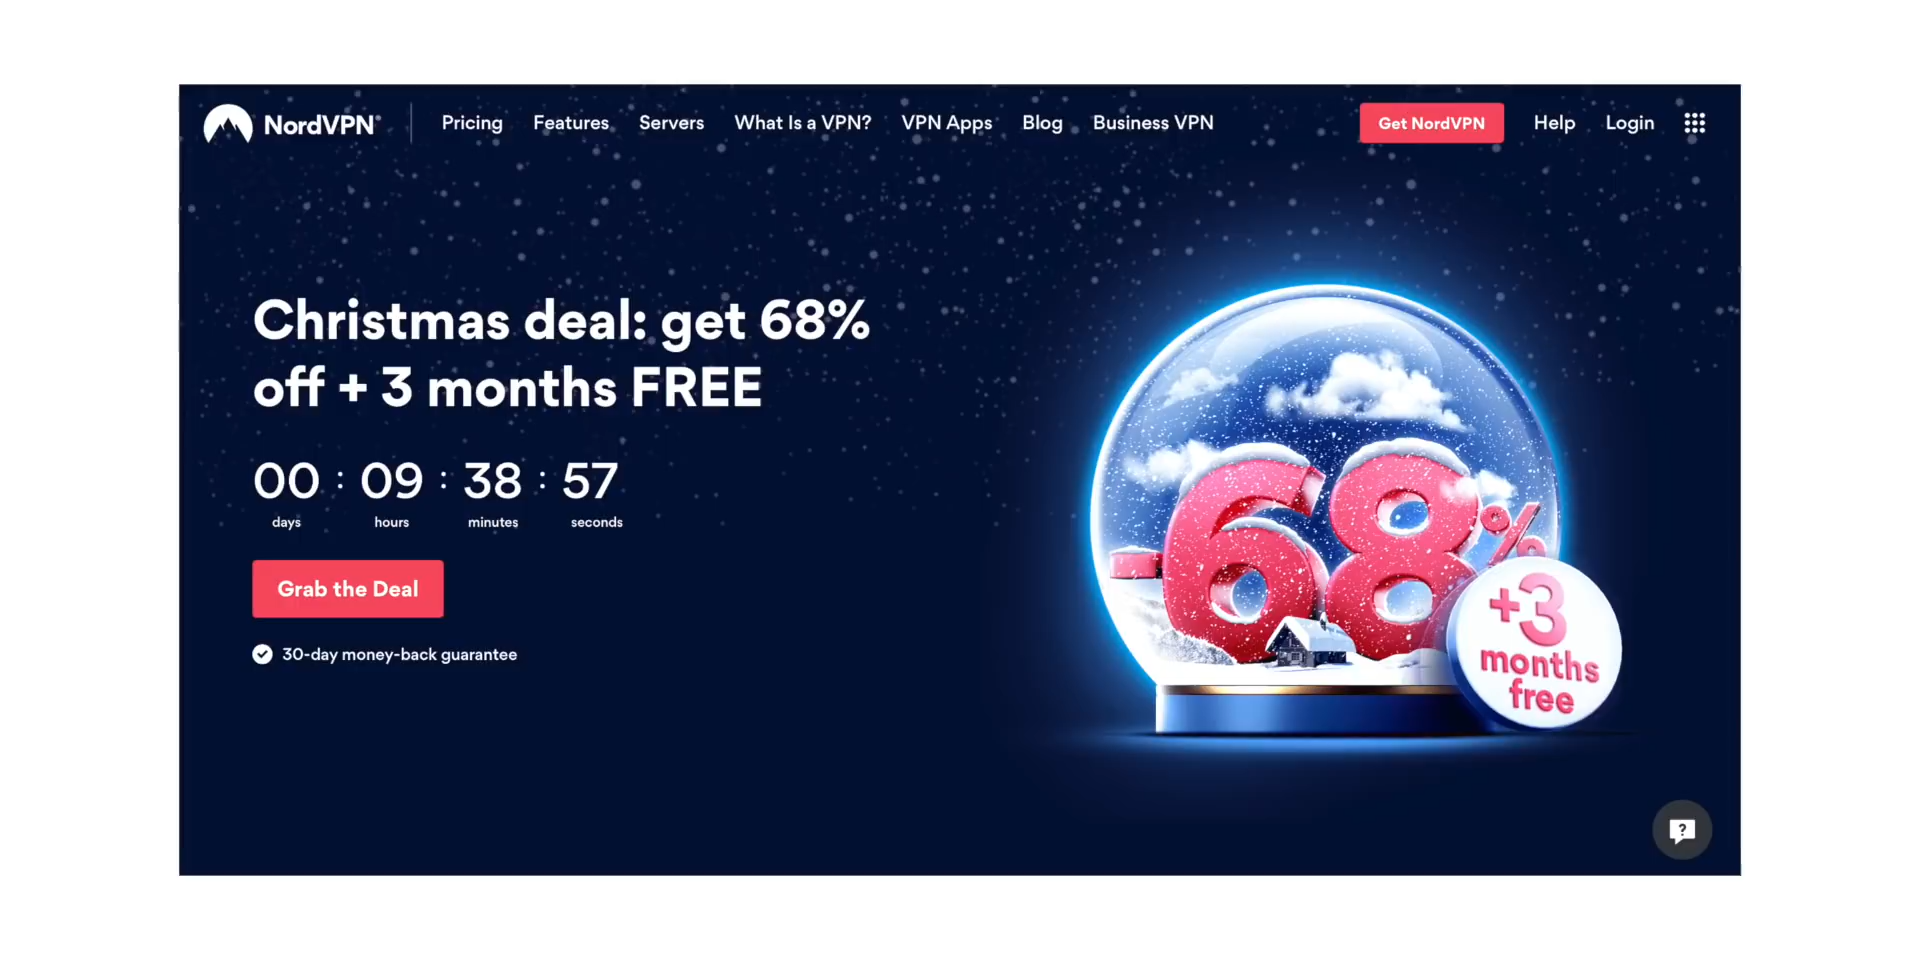 NordVPN®
Pricing
Features
Servers
What Is a VPN?
VPN Apps
Blog
Business VPN
Get NordVPN
Help
Login
Christmas deal: get 68%
off + 3 months FREE
00 : 09 : 38 : 57
days hours minutes seconds
Grab the Deal
30-day money-back guarantee
-68%
+3
months
free
?